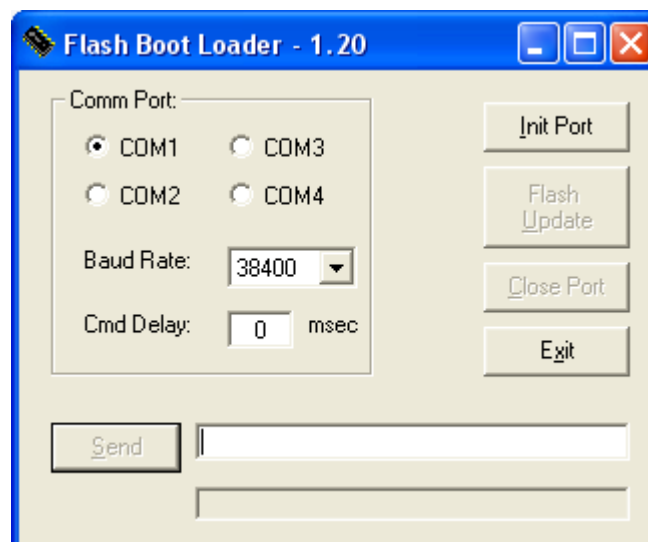 Flash Boot Loader - 1.20
Comm Port:
COM1
COM3
COM2
COM4
Baud Rate:
38400
Cmd Delay:
0
msec
Init Port
Flash
Update
Close Port
Exit
Send